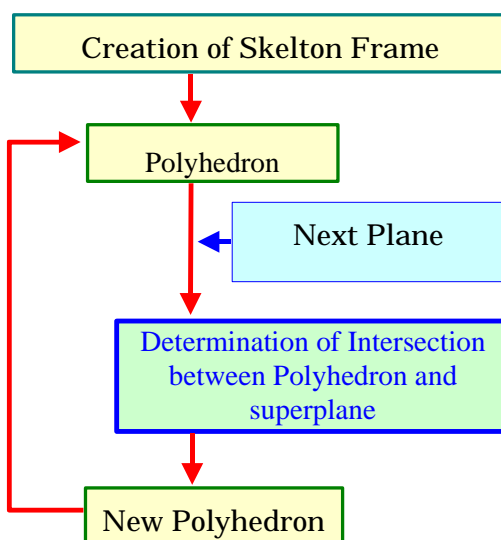 Creation of Skelton Frame
Polyhedron
Next Plane
Determination of Intersection
between Polyhedron and
superplane
New Polyhedron